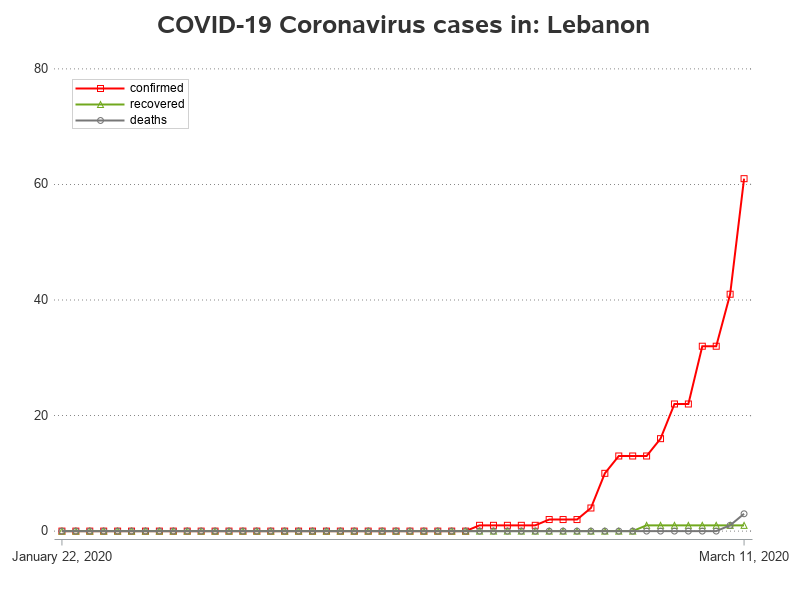 COVID-19 Coronavirus cases in: Lebanon
80
confirmed
recovered
deaths
60
40
20
0
January 22, 2020
March 11, 2020